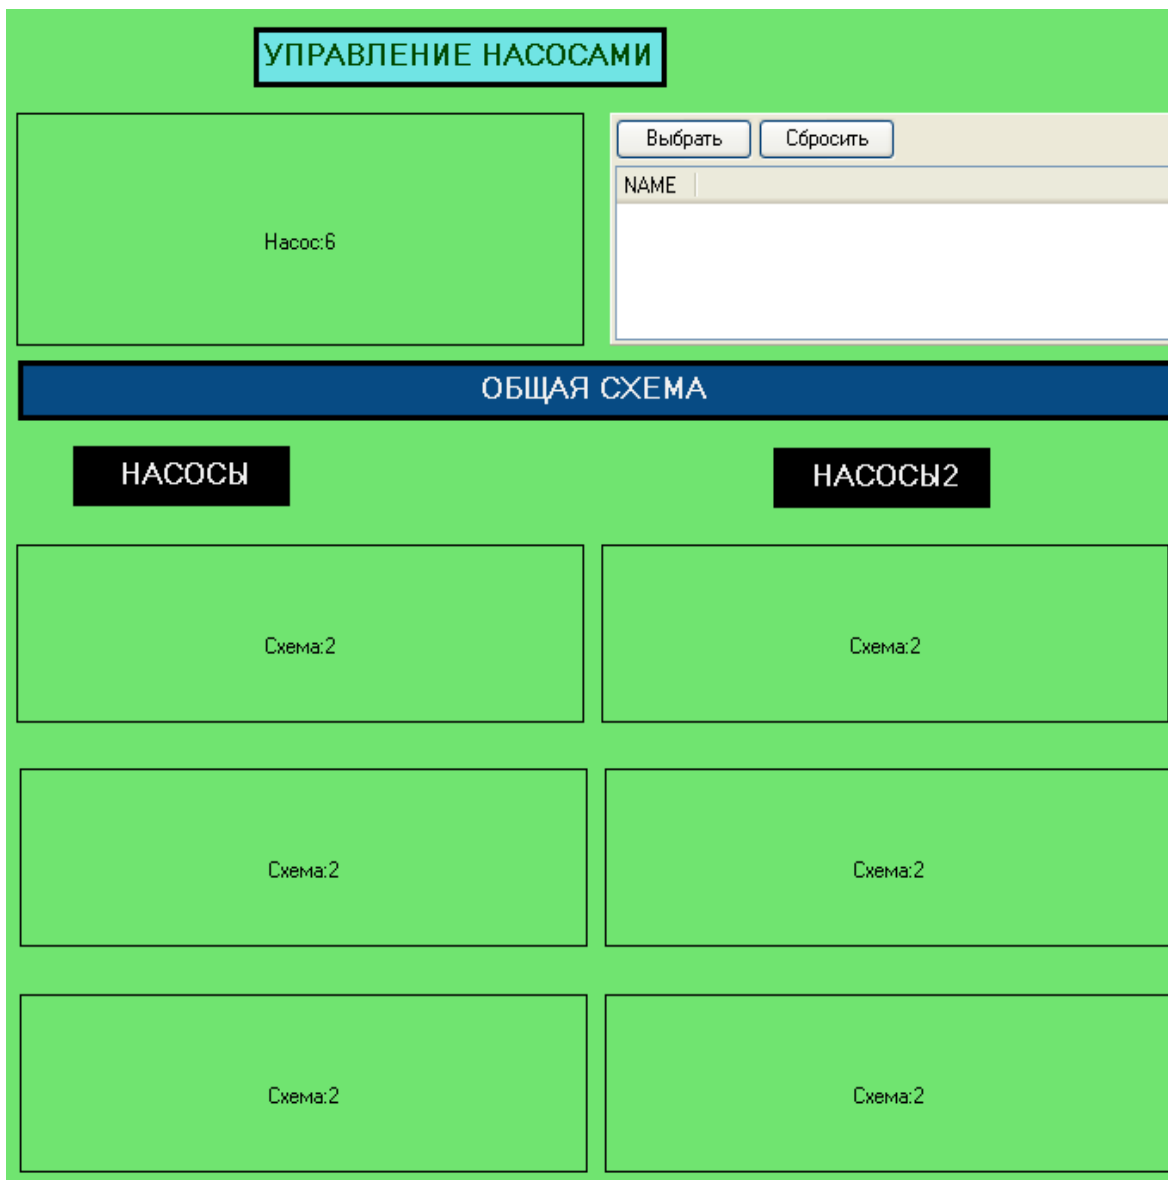 УПРАВЛЕНИЕ НАСОСАМИ
Выбрать Сбросить
NAME
Насос:6
ОБЩАЯ СХЕМА
НАСОСЫ НАСОСЫ2
Схема:2 Схема:2
Схема:2 Схема:2
Схема:2 Схема:2